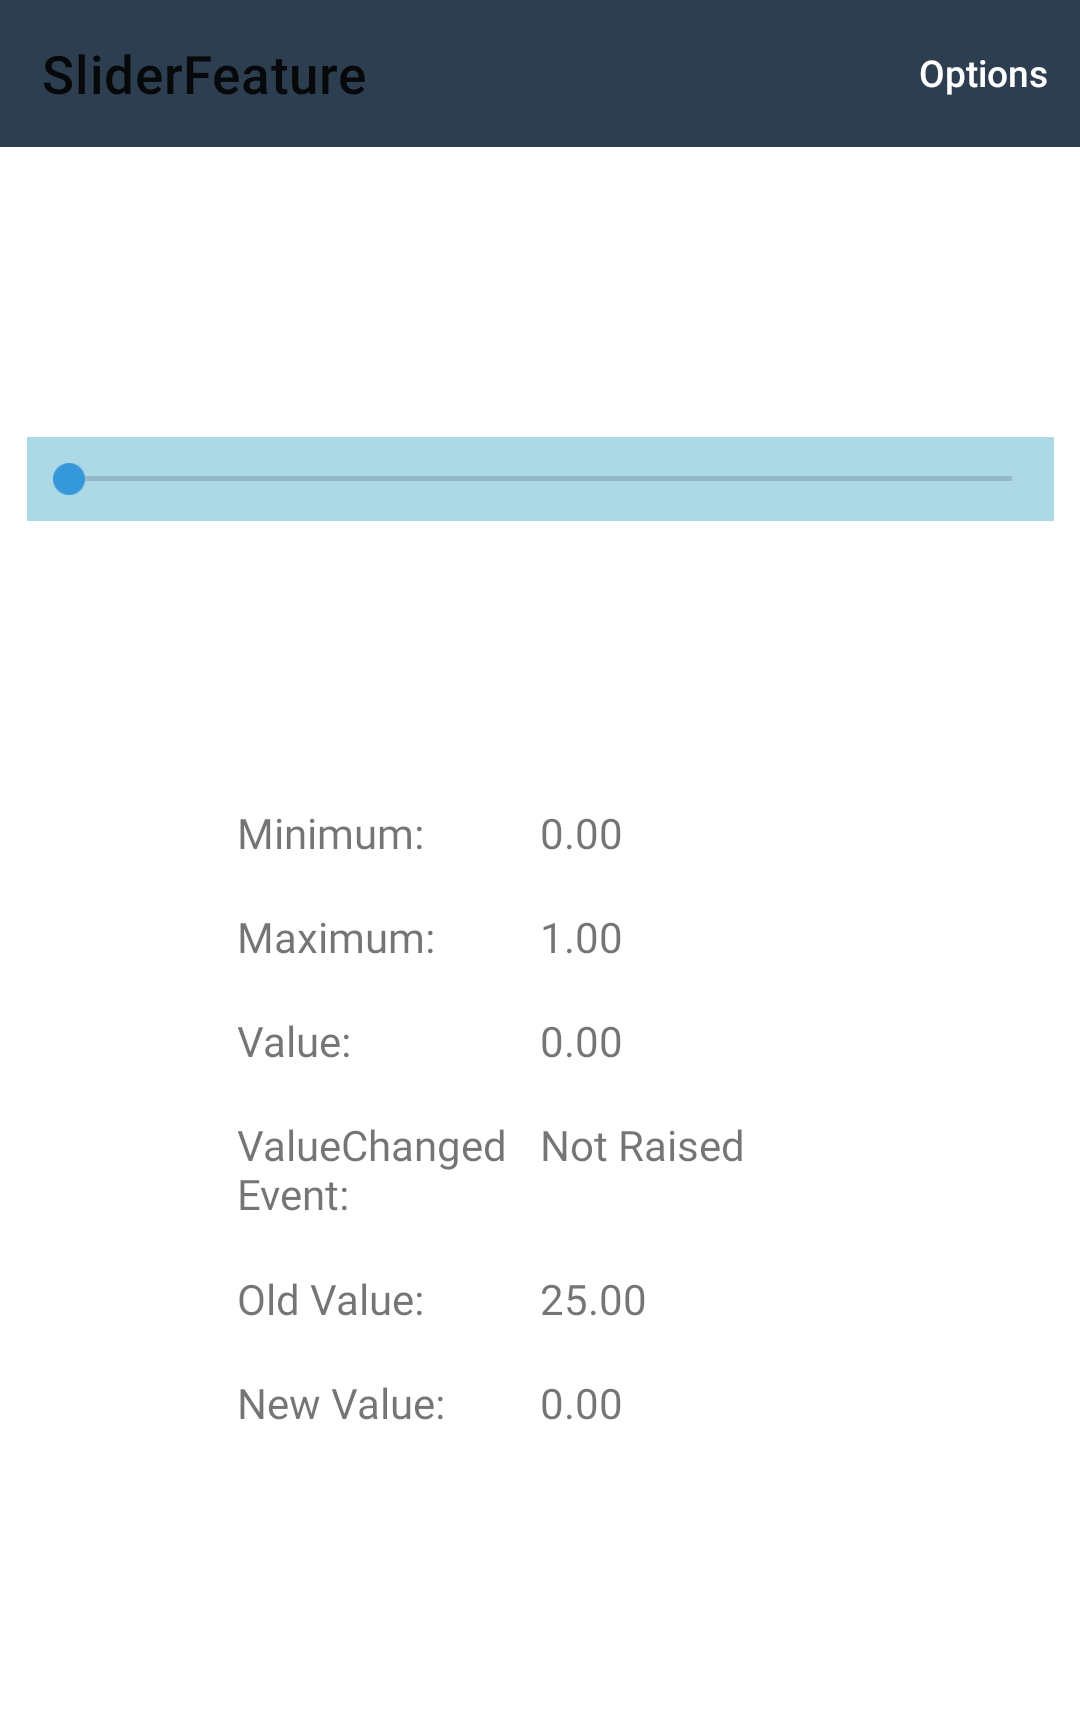 SliderFeature
Options
Minimum: 0.00
Maximum: 1.00
Value: 0.00
ValueChanged Not Raised
Event:
Old Value: 25.00
New Value: 0.00